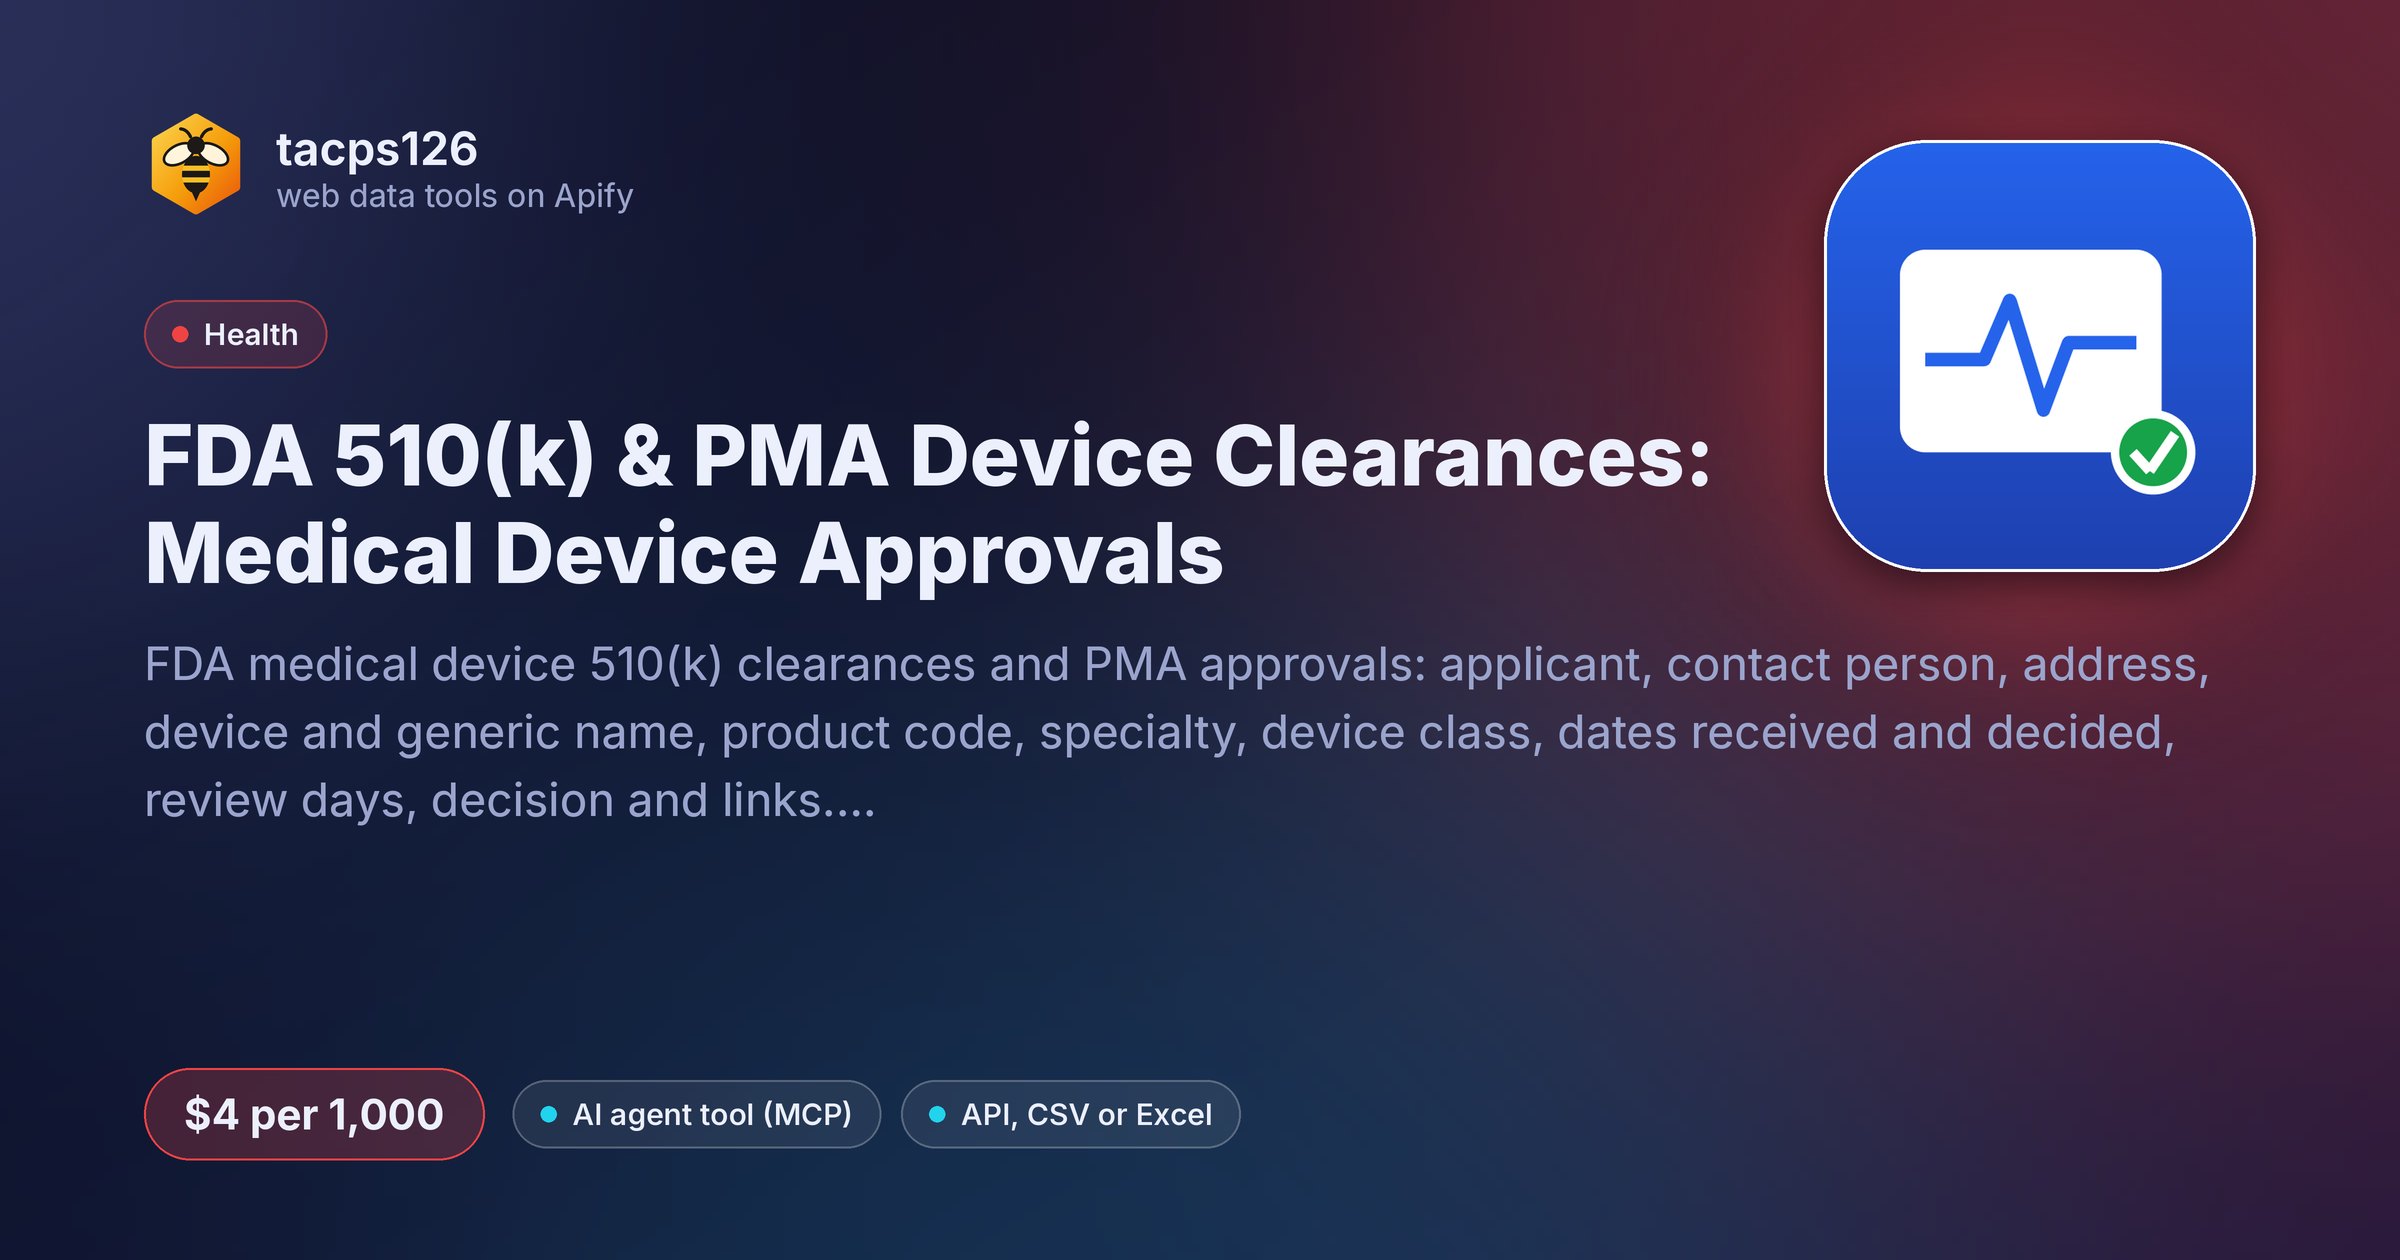 tacps126
web data tools on Apify
Health
FDA 510(k) & PMA Device Clearances:
Medical Device Approvals
FDA medical device 510(k) clearances and PMA approvals: applicant, contact person, address,
device and generic name, product code, specialty, device class, dates received and decided,
review days, decision and links....
$4 per 1,000
AI agent tool (MCP)
API, CSV or Excel